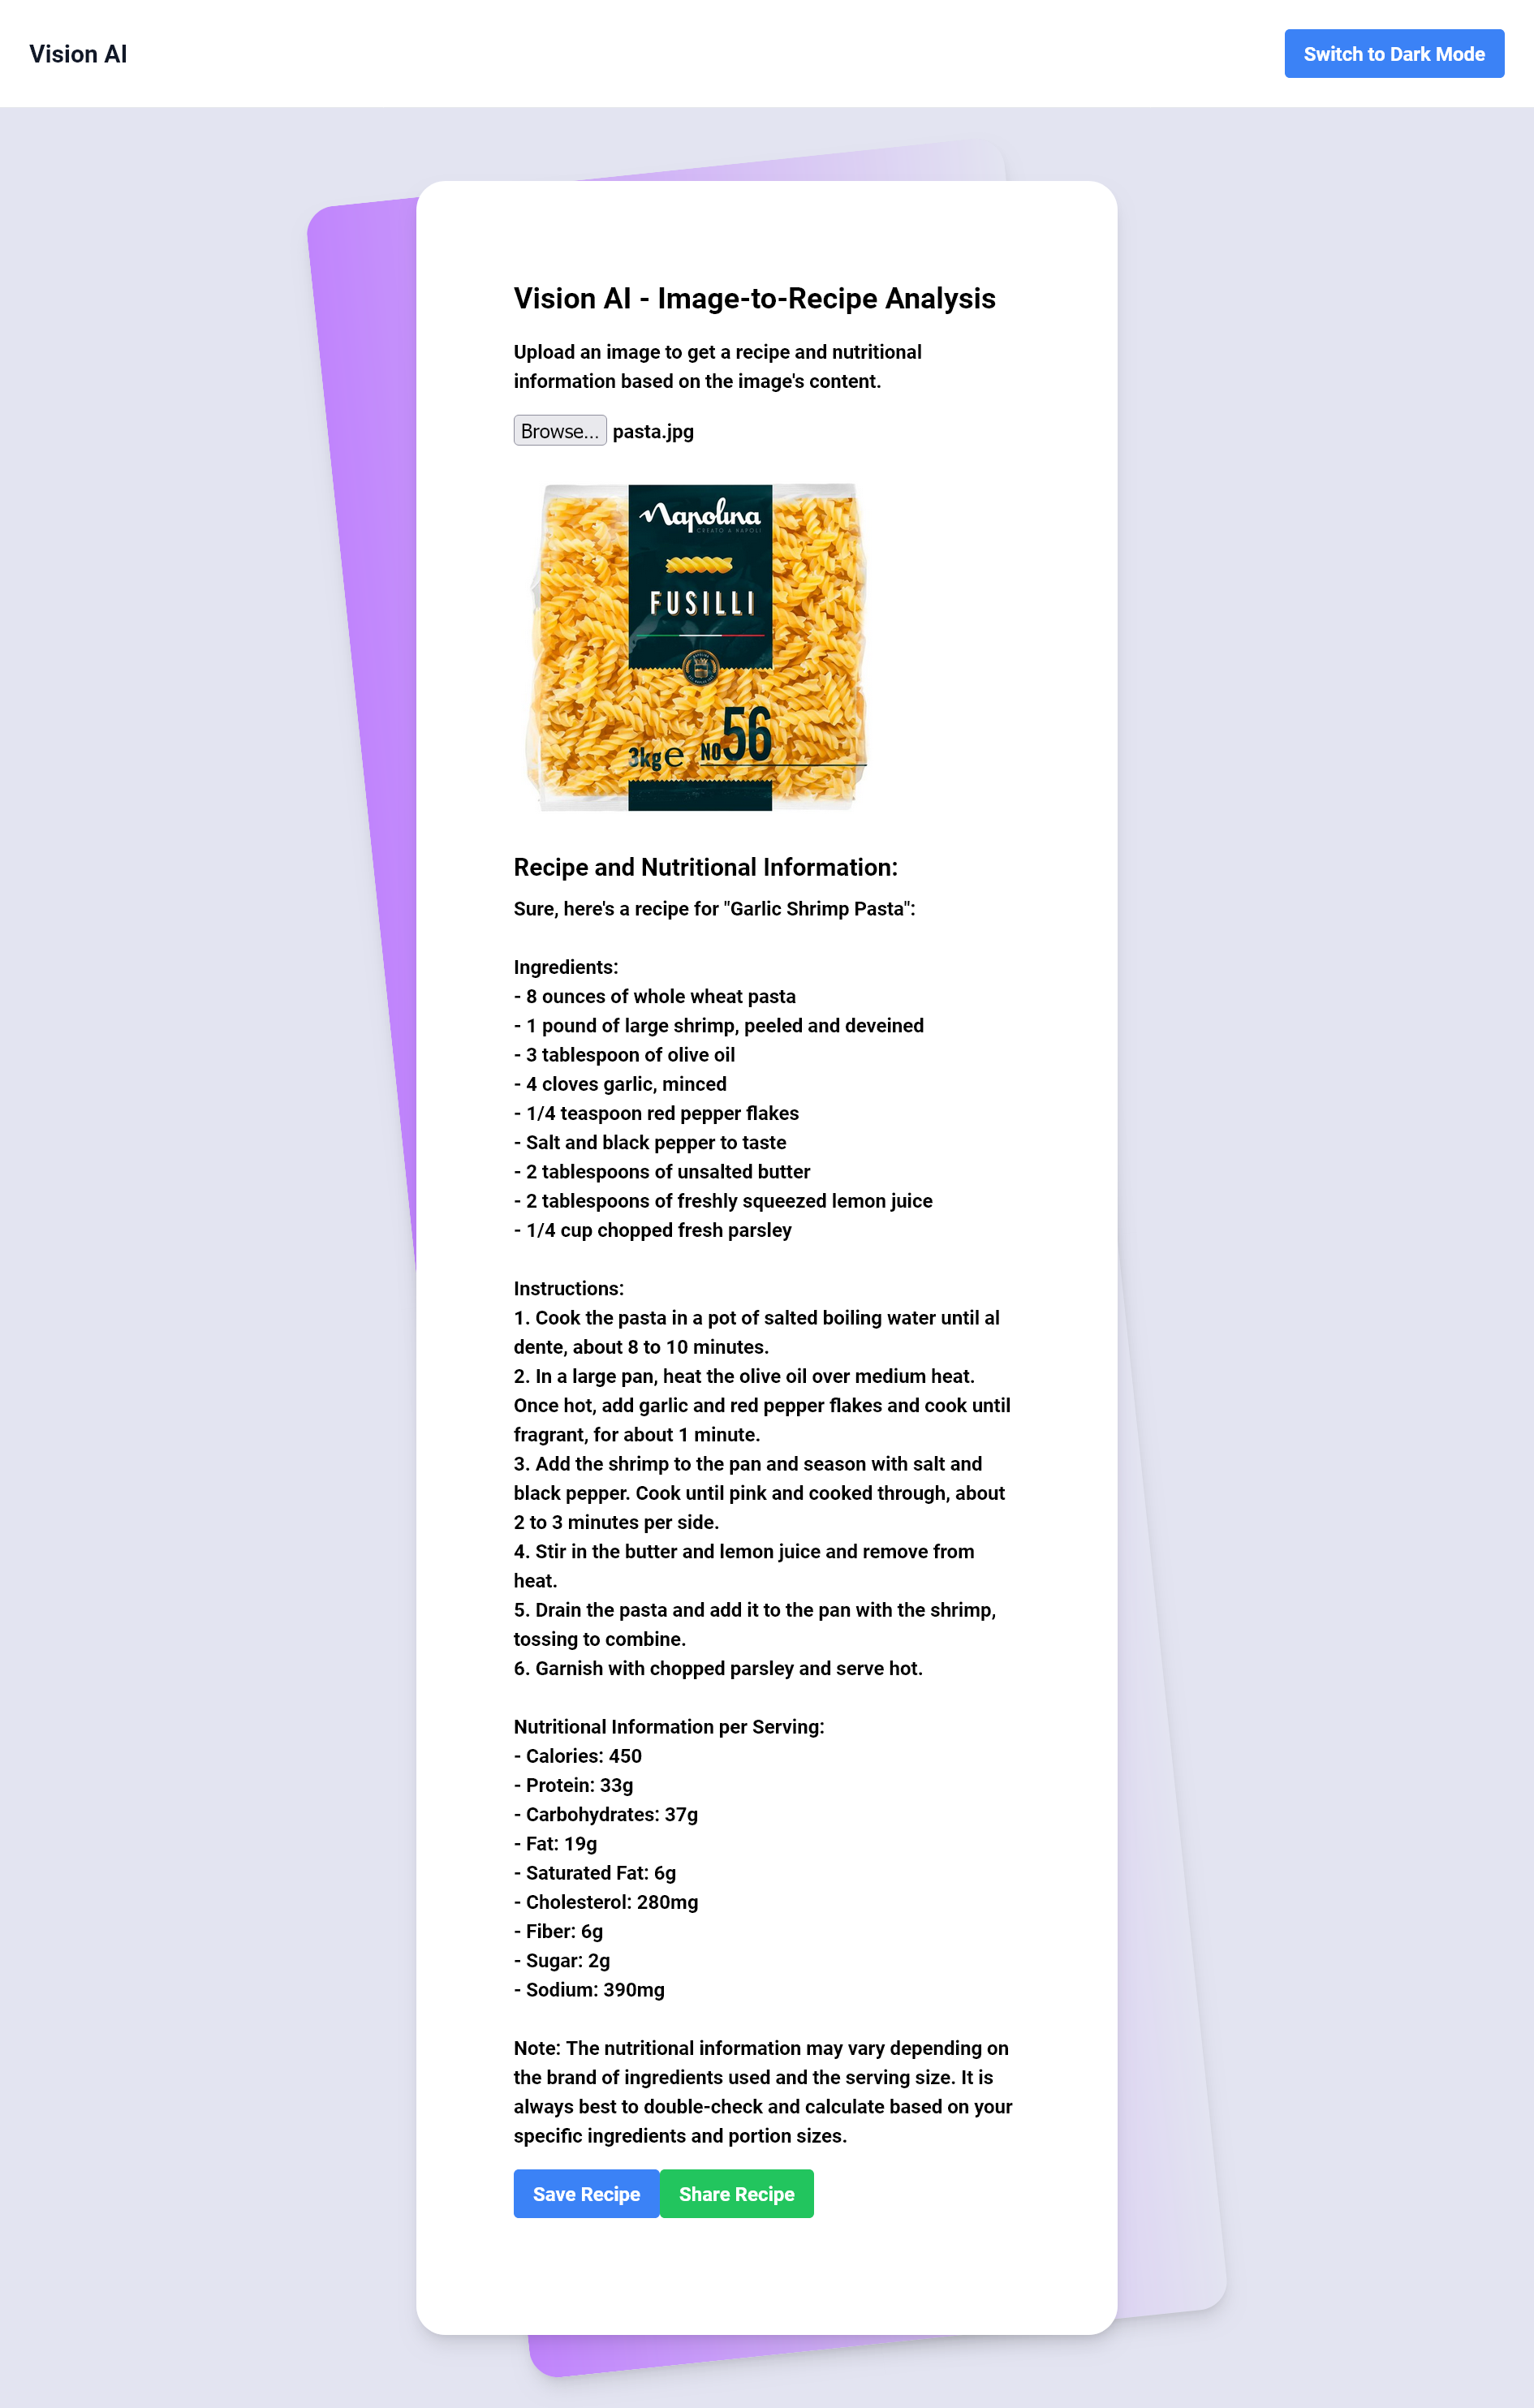 Vision AI
Switch to Dark Mode
Vision AI - Image-to-Recipe Analysis
Upload an image to get a recipe and nutritional
information based on the image's content.
Browse... pasta.jpg
Napolina
CREATO A NAPOLI
FUSILLI
3kg e NO 56
Recipe and Nutritional Information:
Sure, here's a recipe for "Garlic Shrimp Pasta":
Ingredients:
- 8 ounces of whole wheat pasta
- 1 pound of large shrimp, peeled and deveined
- 3 tablespoon of olive oil
- 4 cloves garlic, minced
- 1/4 teaspoon red pepper flakes
- Salt and black pepper to taste
- 2 tablespoons of unsalted butter
- 2 tablespoons of freshly squeezed lemon juice
- 1/4 cup chopped fresh parsley
Instructions:
1. Cook the pasta in a pot of salted boiling water until al
dente, about 8 to 10 minutes.
2. In a large pan, heat the olive oil over medium heat.
Once hot, add garlic and red pepper flakes and cook until
fragrant, for about 1 minute.
3. Add the shrimp to the pan and season with salt and
black pepper. Cook until pink and cooked through, about
2 to 3 minutes per side.
4. Stir in the butter and lemon juice and remove from
heat.
5. Drain the pasta and add it to the pan with the shrimp,
tossing to combine.
6. Garnish with chopped parsley and serve hot.
Nutritional Information per Serving:
- Calories: 450
- Protein: 33g
- Carbohydrates: 37g
- Fat: 19g
- Saturated Fat: 6g
- Cholesterol: 280mg
- Fiber: 6g
- Sugar: 2g
- Sodium: 390mg
Note: The nutritional information may vary depending on
the brand of ingredients used and the serving size. It is
always best to double-check and calculate based on your
specific ingredients and portion sizes.
Save Recipe Share Recipe